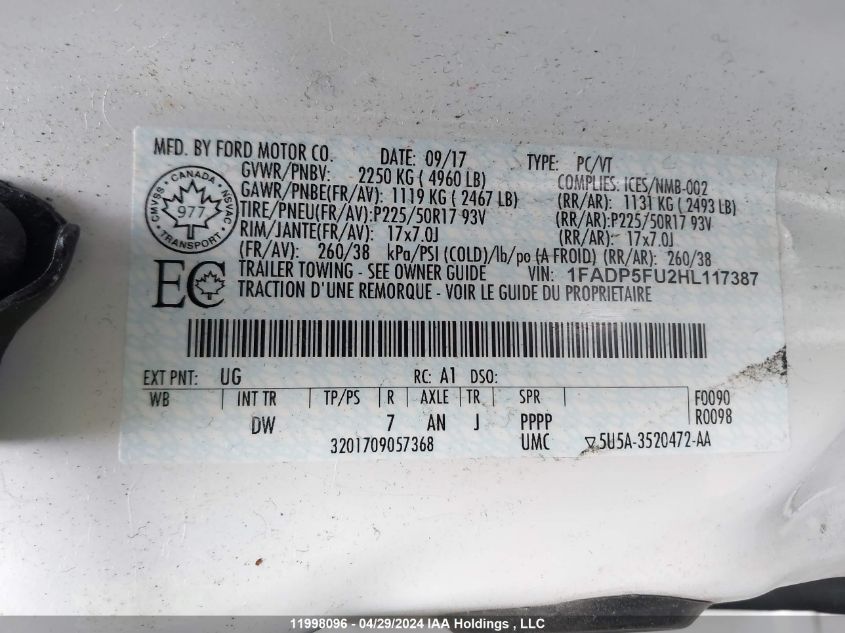 MFD. BY FORD MOTOR CO. DATE: 09/17 TYPE: PC/VT
GVWR/PNBV: 2250 KG ( 4960 LB) COMPLIES: ICES/NMB-002
GAWR/PNBE(FR/AV): 1119 KG ( 2467 LB) (RR/AR): 1131 KG ( 2493 LB)
TIRE/PNEU(FR/AV):P225/50R17 93V (RR/AR):P225/50R17 93V
RIM/JANTE(FR/AV): 17x7.0J (RR/AR): 17x7.0J
(FR/AV): 260/38 kPa/PSI (COLD)/lb/po (A FROID) (RR/AR): 260/38
CANADA
CMVSS NSVAC
977
TRANSPORT
EC
TRAILER TOWING - SEE OWNER GUIDE VIN: 1FADP5FU2HL117387
TRACTION D'UNE REMORQUE - VOIR LE GUIDE DU PROPRIETAIRE
EXT PNT: UG RC: A1 DSO:
WB INT TR TP/PS R AXLE TR SPR F0090
DW 7 AN J PPPP R0098
3201709057368 UMC ▽5U5A-3520472-AA
11998096 - 04/29/2024 IAA Holdings, LLC